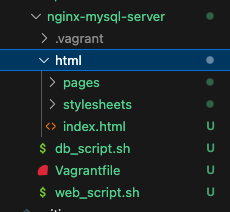 nginx-mysql-server
.vagrant
html
pages
stylesheets
index.html U
$ db_script.sh U
Vagrantfile U
$ web_script.sh U